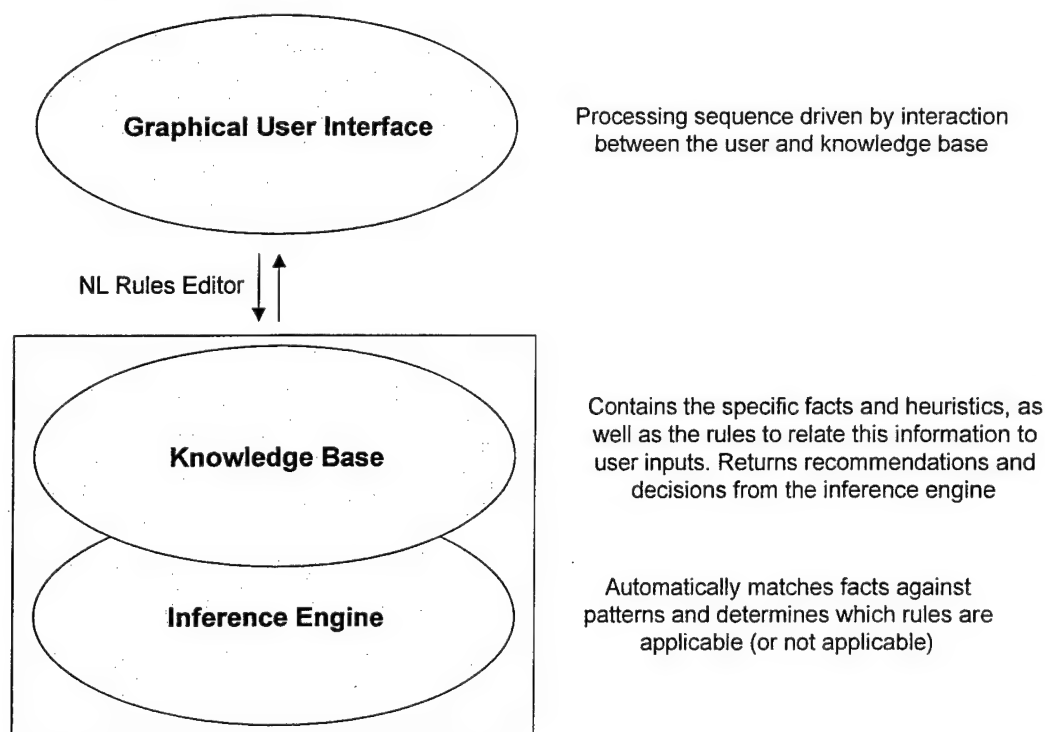 Graphical User Interface
Processing sequence driven by interaction
between the user and knowledge base
NL Rules Editor
Knowledge Base
Contains the specific facts and heuristics, as
well as the rules to relate this information to
user inputs. Returns recommendations and
decisions from the inference engine
Inference Engine
Automatically matches facts against
patterns and determines which rules are
applicable (or not applicable)